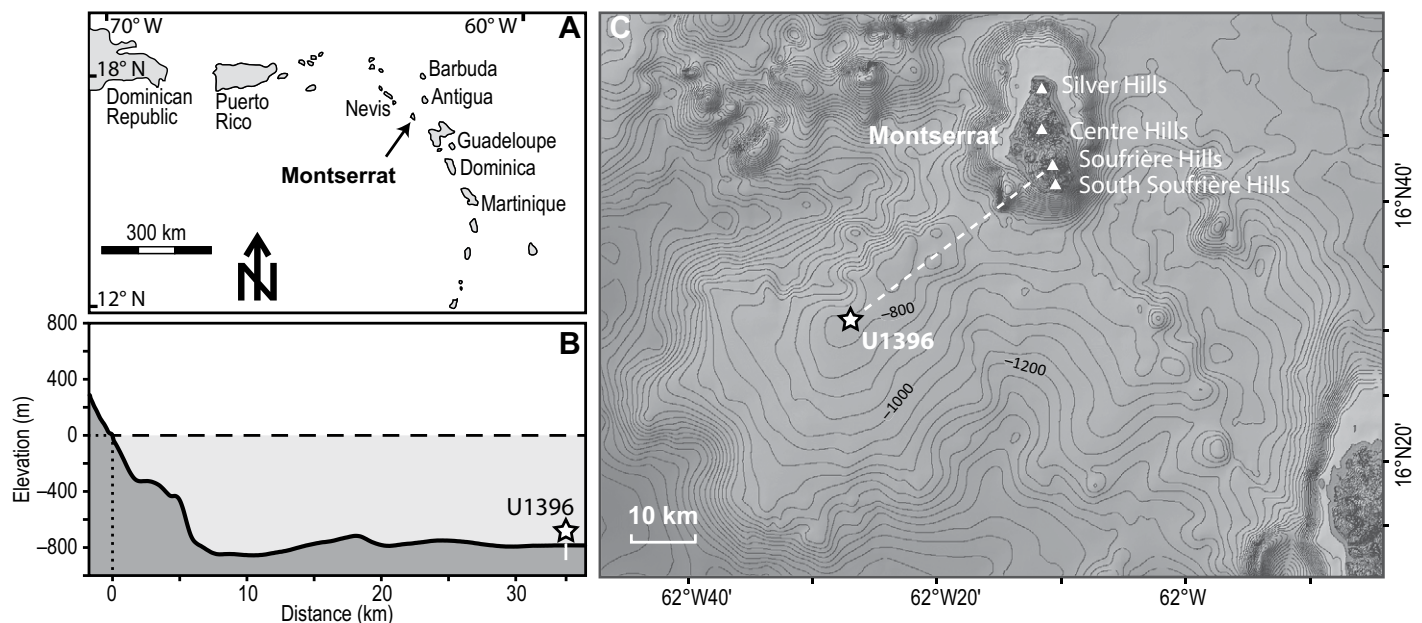 70° W
60° W
A
18° N
Dominican
Republic
Puerto
Rico
Nevis
Barbuda
Antigua
Guadeloupe
Montserrat
Dominica
Martinique
300 km
N
12° N
B
800
400
0
–400
–800
Elevation (m)
U1396
0
10
20
30
Distance (km)
C
Silver Hills
Montserrat
Centre Hills
Soufrière Hills
South Soufrière Hills
–800
U1396
–1200
–1000
10 km
16°N40'
16°N20'
62°W40'
62°W20'
62°W